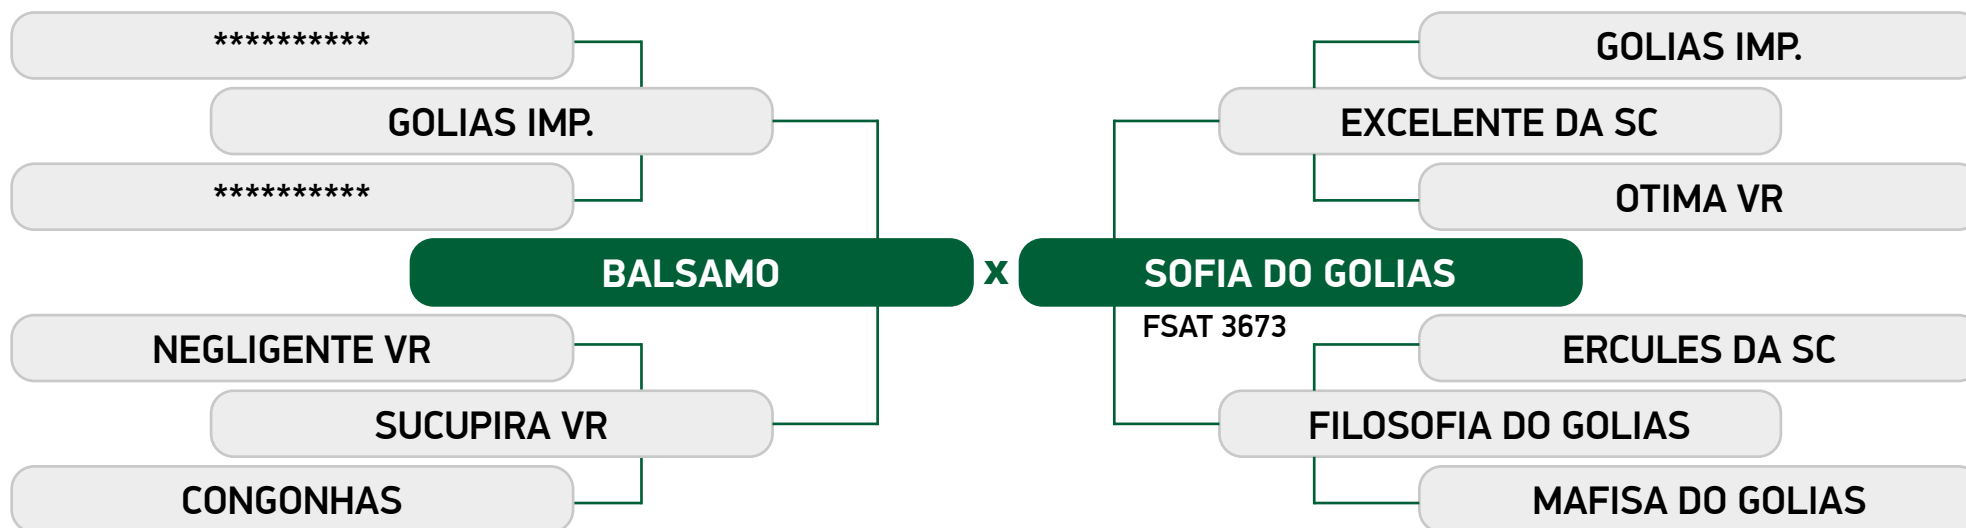 **********
GOLIAS IMP.
GOLIAS IMP.
EXCELENTE DA SC
**********
OTIMA VR
BALSAMO x SOFIA DO GOLIAS
FSAT 3673
NEGLIGENTE VR
ERCULES DA SC
SUCUPIRA VR
FILOSOFIA DO GOLIAS
CONGONHAS
MAFISA DO GOLIAS